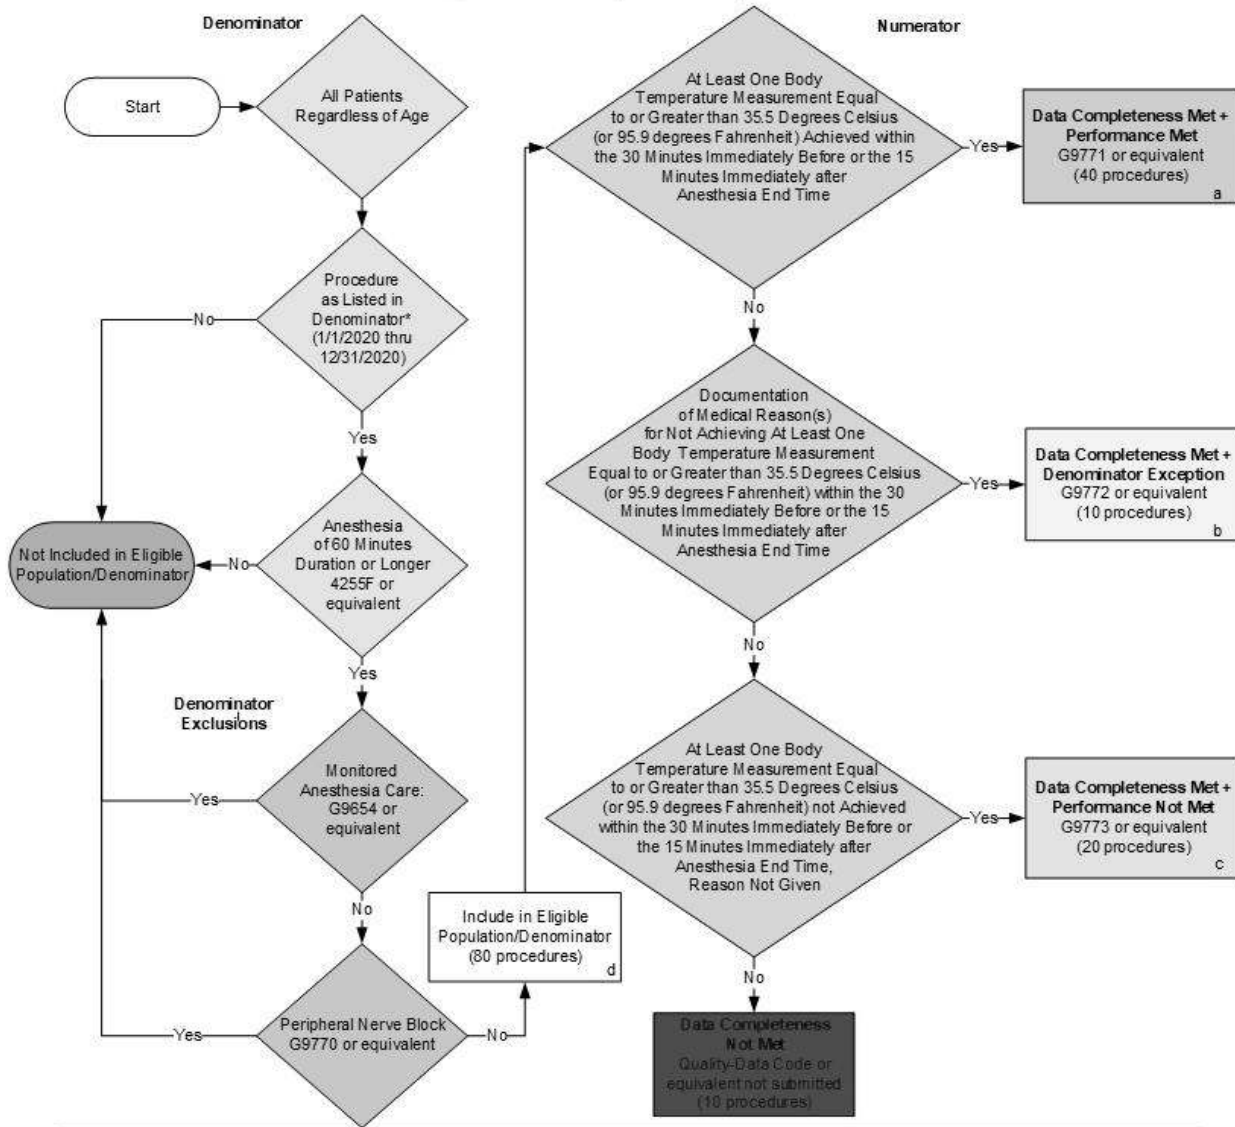 Denominator
Start
All Patients
Regardless of Age
Procedure
as Listed in
Denominator*
(1/1/2020 thru
12/31/2020)
No
Yes
Anesthesia
of 60 Minutes
Duration or Longer
4255F or
equivalent
No
Not Included in Eligible
Population/Denominator
Yes
Denominator
Exclusions
Monitored
Anesthesia Care:
G9654 or
equivalent
Yes
No
Peripheral Nerve Block
G9770 or equivalent
Yes
No
Include in Eligible
Population/Denominator
(80 procedures)
d
Numerator
At Least One Body
Temperature Measurement Equal
to or Greater than 35.5 Degrees Celsius
(or 95.9 degrees Fahrenheit) Achieved within
the 30 Minutes Immediately Before or the 15
Minutes Immediately after
Anesthesia End Time
Yes
Data Completeness Met +
Performance Met
G9771 or equivalent
(40 procedures)
a
No
Documentation
of Medical Reason(s)
for Not Achieving At Least One
Body Temperature Measurement
Equal to or Greater than 35.5 Degrees Celsius
(or 95.9 degrees Fahrenheit) within the 30
Minutes Immediately Before or the 15
Minutes Immediately after
Anesthesia End Time
Yes
Data Completeness Met +
Denominator Exception
G9772 or equivalent
(10 procedures)
b
No
At Least One Body
Temperature Measurement Equal
to or Greater than 35.5 Degrees Celsius
(or 95.9 degrees Fahrenheit) not Achieved
within the 30 Minutes Immediately Before or
the 15 Minutes Immediately after
Anesthesia End Time,
Reason Not Given
Yes
Data Completeness Met +
Performance Not Met
G9773 or equivalent
(20 procedures)
c
No
Data Completeness
Not Met
Quality-Data Code or
equivalent not submitted
(10 procedures)